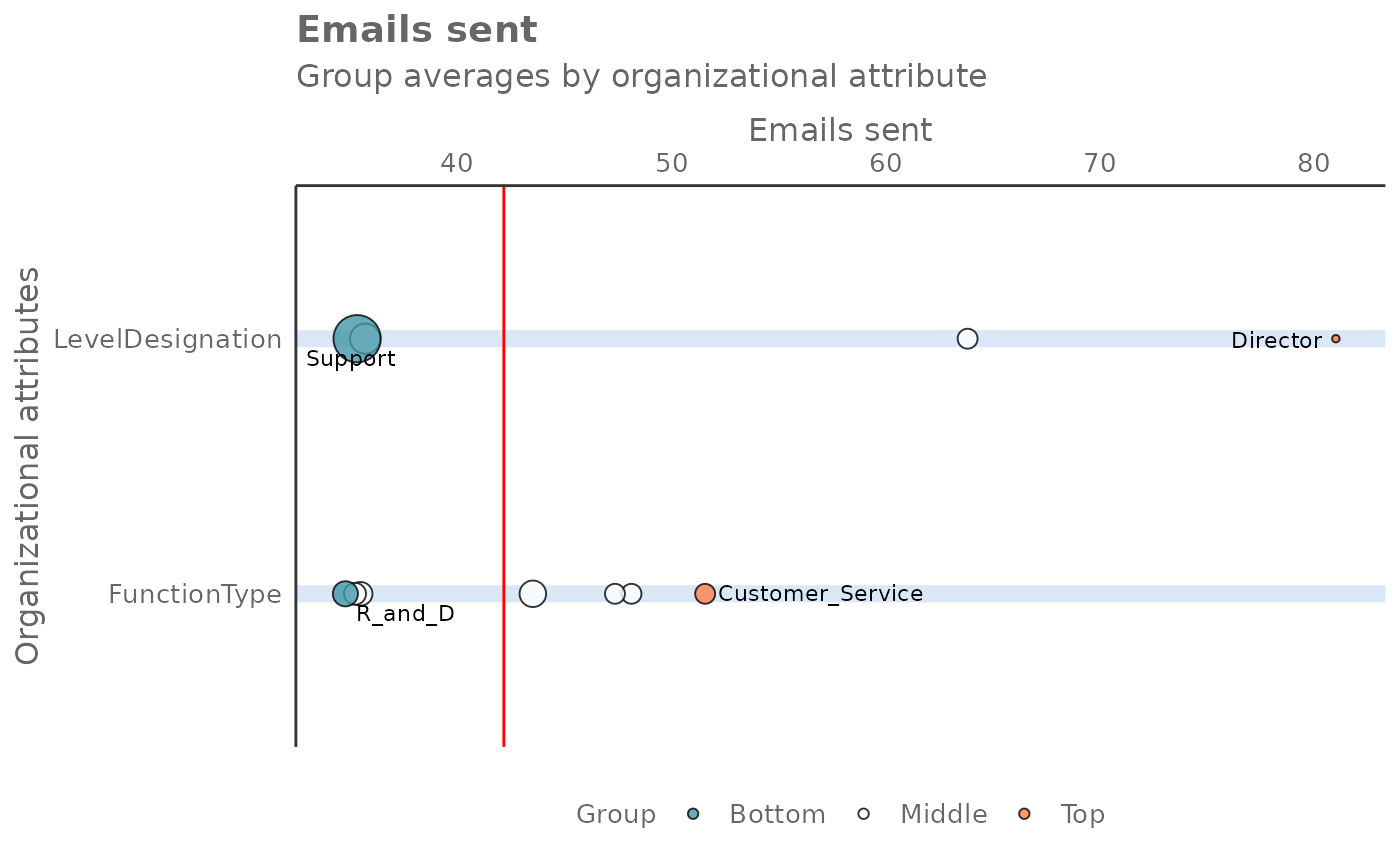 Emails sent
Group averages by organizational attribute
Emails sent
40 50 60 70 80
Organizational attributes
LevelDesignation
Support
Director
FunctionType
R_and_D
Customer_Service
Group Bottom Middle Top